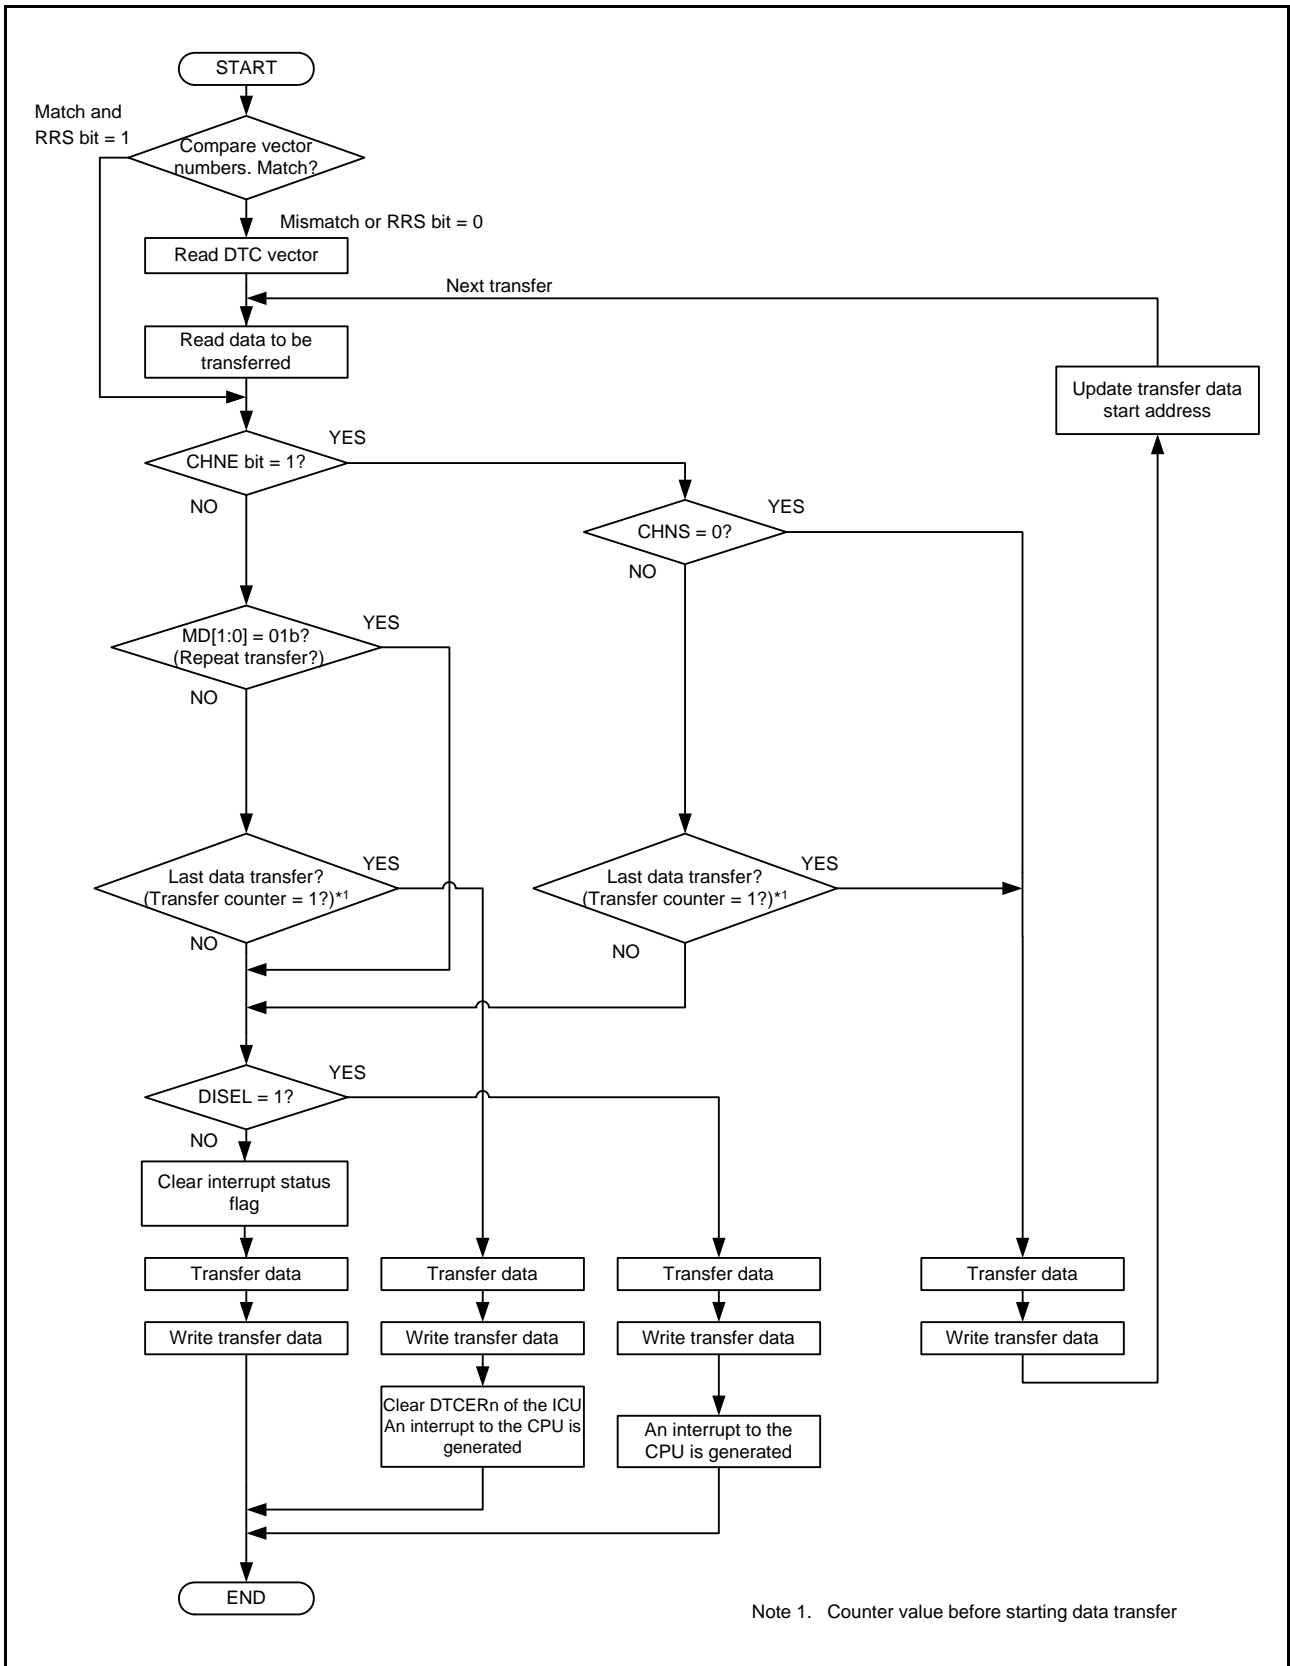 START
Match and
RRS bit = 1
Compare vector
numbers. Match?
Mismatch or RRS bit = 0
Read DTC vector
Next transfer
Read data to be
transferred
Update transfer data
start address
YES
CHNE bit = 1?
NO
YES
CHNS = 0?
NO
YES
MD[1:0] = 01b?
(Repeat transfer?)
NO
YES
Last data transfer?
(Transfer counter = 1?)*1
NO
YES
Last data transfer?
(Transfer counter = 1?)*1
NO
YES
DISEL = 1?
NO
Clear interrupt status
flag
Transfer data
Transfer data
Transfer data
Transfer data
Write transfer data
Write transfer data
Write transfer data
Write transfer data
Clear DTCERn of the ICU
An interrupt to the CPU is
generated
An interrupt to the
CPU is generated
END
Note 1. Counter value before starting data transfer